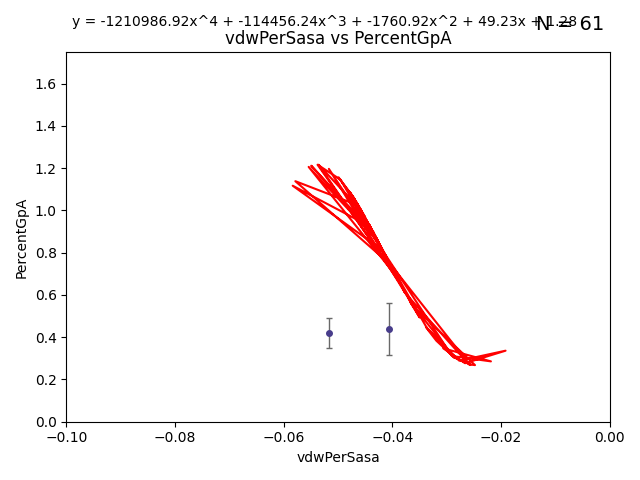 y = -1210986.92x^4 + -114456.24x^3 + -1760.92x^2 + 49.23x + 1.28
N = 61
vdwPerSasa vs PercentGpA
1.6
1.4
1.2
1.0
0.8
0.6
0.4
0.2
0.0
PercentGpA
−0.10 −0.08 −0.06 −0.04 −0.02 0.00
vdwPerSasa